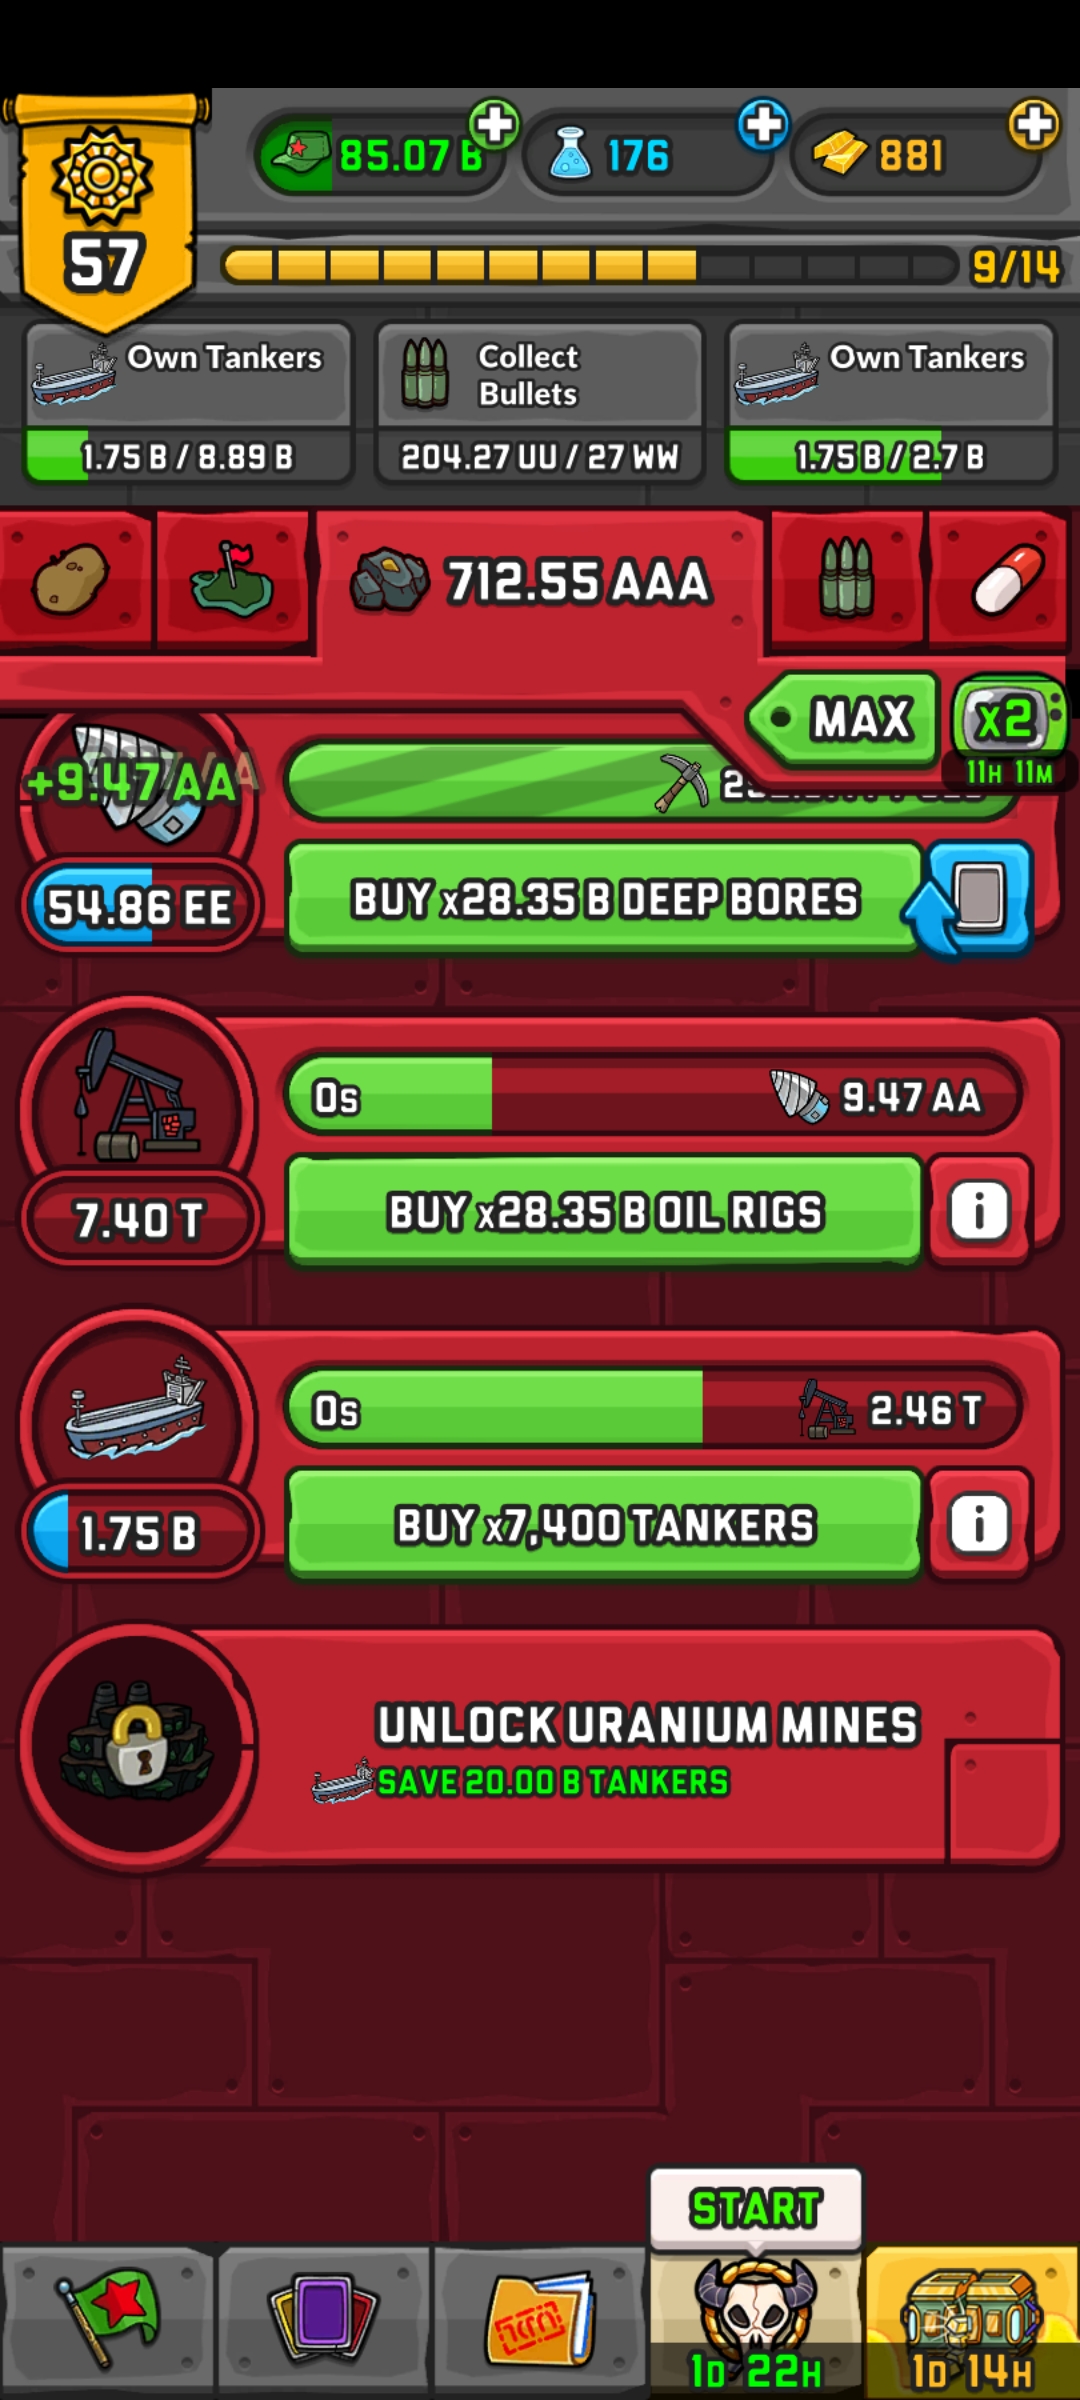 85.07 B
176
881
57
9/14
Own Tankers
1.75 B / 8.89 B
Collect
Bullets
204.27 UU / 27 WW
Own Tankers
1.75 B / 2.7 B
712.55 AAA
MAX
x2
11H 11M
+9.47 AA
54.86 EE
BUY x28.35 B DEEP BORES
0s
9.47 AA
7.40 T
BUY x28.35 B OIL RIGS
i
0s
2.46 T
1.75 B
BUY x7,400 TANKERS
i
UNLOCK URANIUM MINES
SAVE 20.00 B TANKERS
START
1D 22H
1D 14H